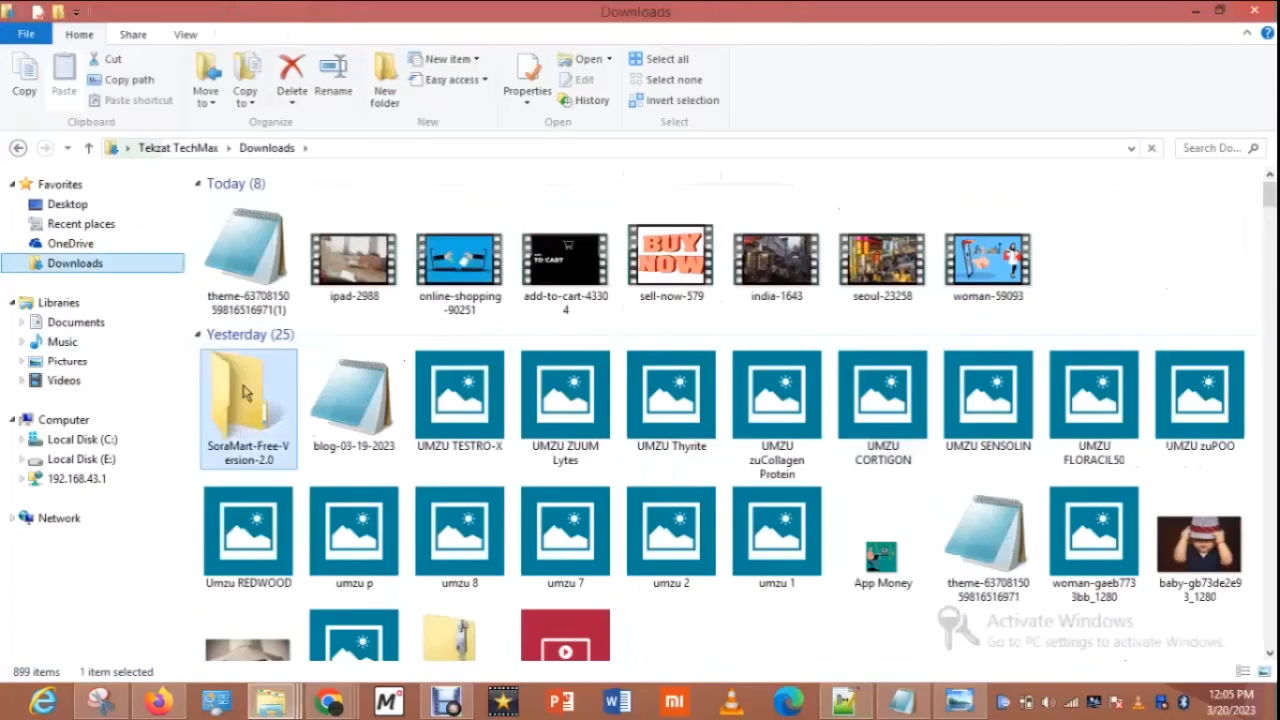 Downloads
File
Home
Share
View
Copy
Paste
Cut
Copy path
Paste shortcut
Clipboard
Move to
Copy to
Delete
Rename
Organize
New folder
New item
Easy access
New
Properties
Open
Edit
History
Open
Select all
Select none
Invert selection
Select
Tekzat TechMax
Downloads
Search Do...
Favorites
Desktop
Recent places
OneDrive
Downloads
Libraries
Documents
Music
Pictures
Videos
Computer
Local Disk (C:)
Local Disk (E:)
192.168.43.1
Network
Today (8)
TO CART
BUY
NOW
theme-63708150
59816516971(1)
ipad-2988
online-shopping
-90251
add-to-cart-4330
4
sell-now-579
india-1643
seoul-23258
woman-59093
Yesterday (25)
SoraMart-Free-V
ersion-2.0
blog-03-19-2023
UMZU TESTRO-X
UMZU ZUUM
Lytes
UMZU Thyrite
UMZU
zuCollagen
Protein
UMZU
CORTIGON
UMZU SENSOLIN
UMZU
FLORACIL50
UMZU zuPOO
Umzu REDWOOD
umzu p
umzu 8
umzu 7
umzu 2
umzu 1
App Money
theme-63708150
59816516971
woman-gaeb773
3bb_1280
baby-gb73de2e9
3_1280
Activate Windows
Go to PC settings to activate Windows.
899 items
1 item selected
12:05 PM
3/20/2023